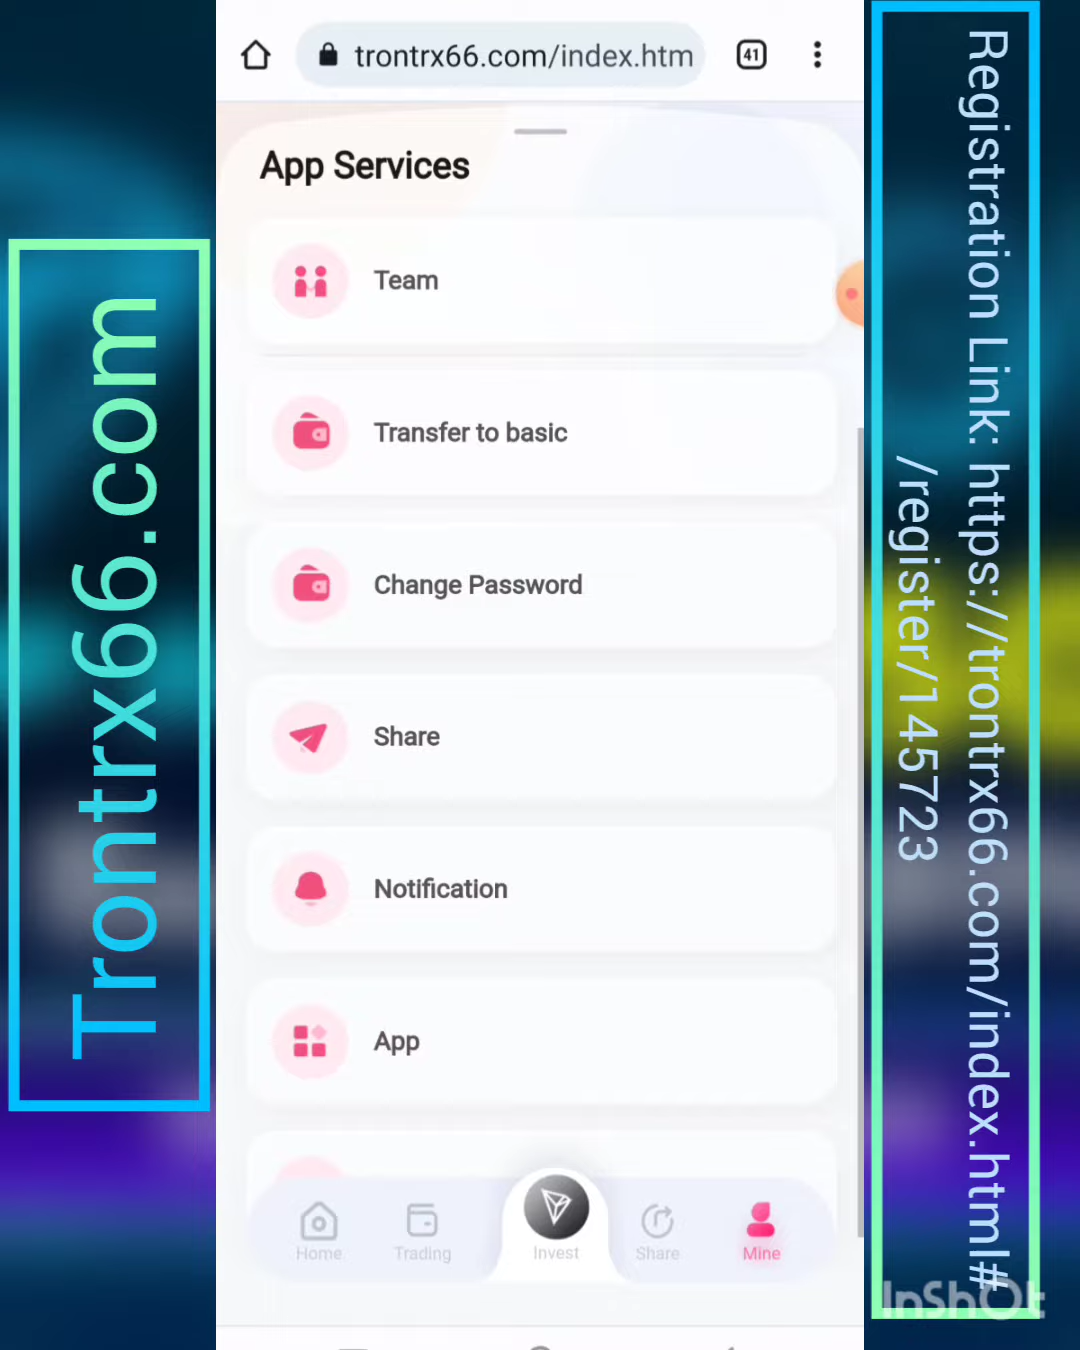 trontrx66.com/index.htm
41
App Services
Team
Transfer to basic
Change Password
Share
Notification
App
Home
Trading
Invest
Share
Mine
Trontrx66.com
Registration Link: https://trontrx66.com/index.html#
/register/145723
InShOt